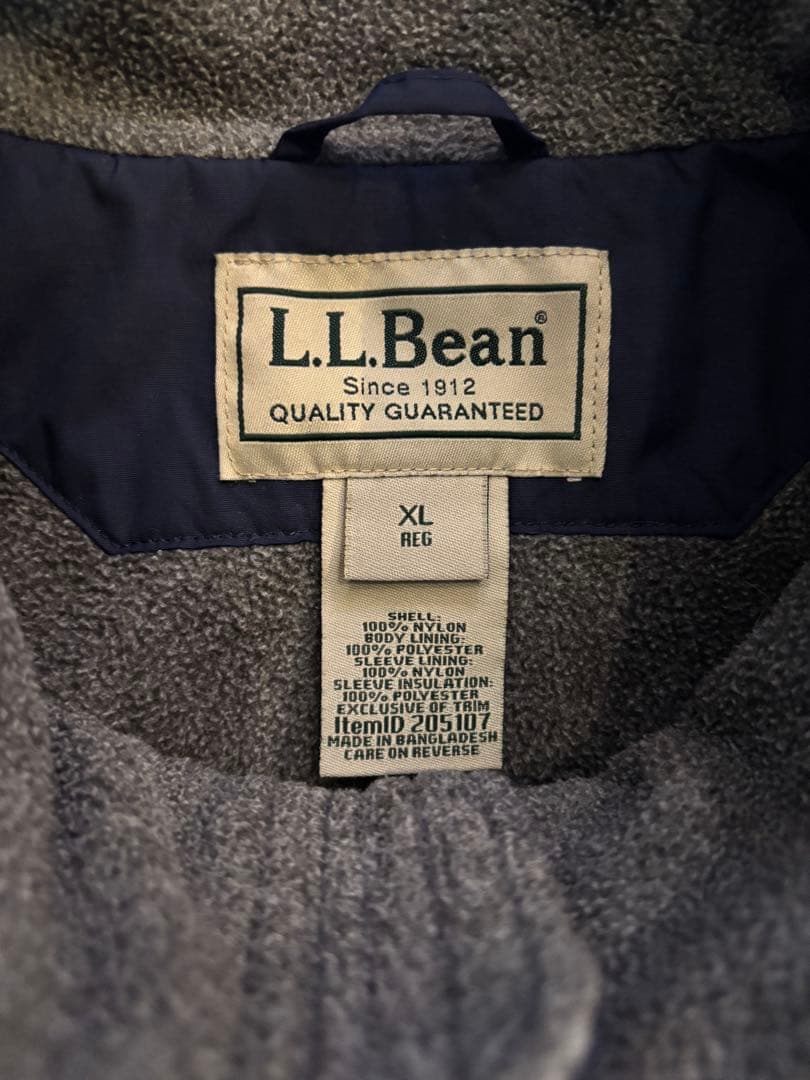 L.L.Bean®
Since 1912
QUALITY GUARANTEED
XL
REG
SHELL:
100% NYLON
BODY LINING:
100% POLYESTER
SLEEVE LINING:
100% NYLON
SLEEVE INSULATION:
100% POLYESTER
EXCLUSIVE OF TRIM
ItemID 205107
MADE IN BANGLADESH
CARE ON REVERSE